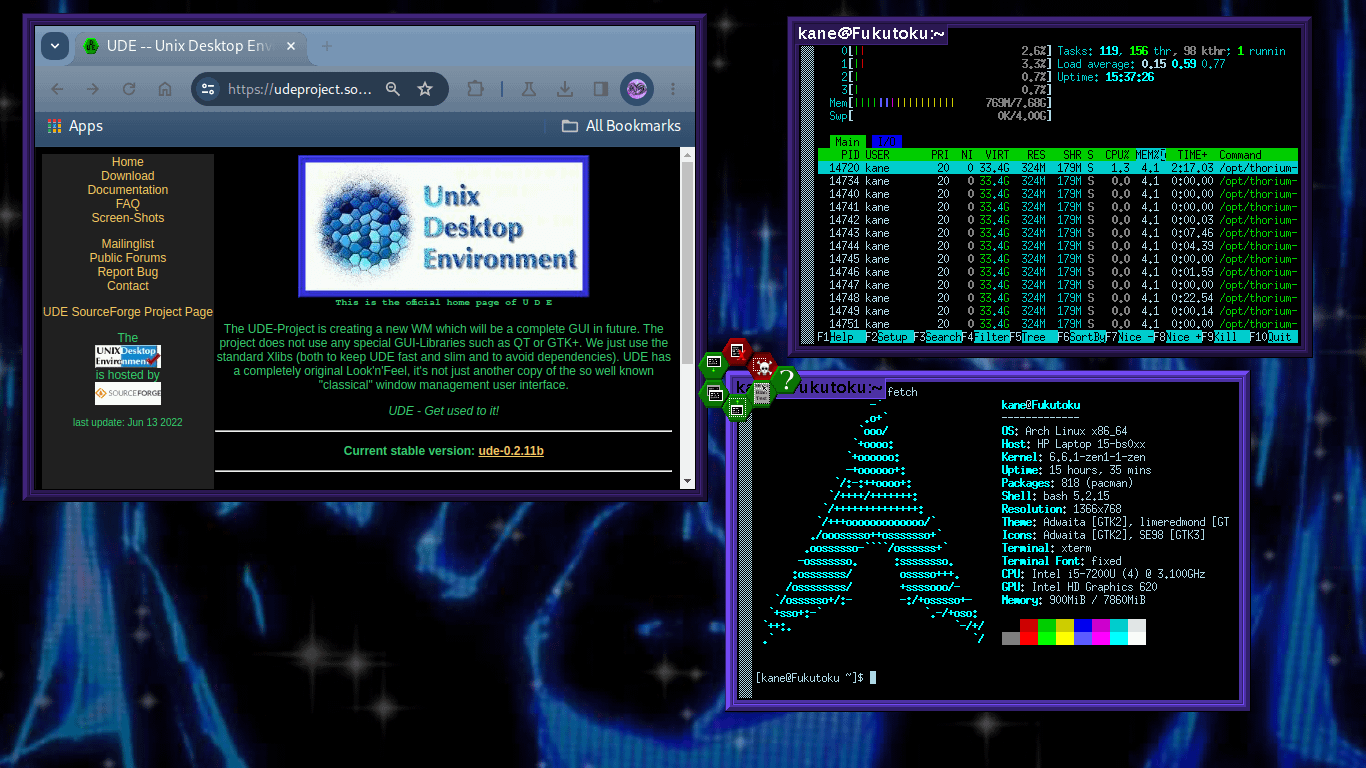 UDE -- Unix Desktop Env
https://udeproject.so...
Apps
All Bookmarks
Home
Download
Documentation
FAQ
Screen-Shots
Mailinglist
Public Forums
Report Bug
Contact
UDE SourceForge Project Page
The
UNIX Desktop
Environment
is hosted by
SOURCEFORGE
last update: Jun 13 2022
Unix
Desktop
Environment
This is the official home page of U D E
The UDE-Project is creating a new WM which will be a complete GUI in future. The
project does not use any special GUI-Libraries such as QT or GTK+. We just use the
standard Xlibs (both to keep UDE fast and slim and to avoid dependencies). UDE has
a completely original Look'n'Feel, it's not just another copy of the so well known
"classical" window management user interface.
UDE - Get used to it!
Current stable version: ude-0.2.11b
kane@Fukutoku:~
0[|| 2.6%] Tasks: 119, 156 thr, 98 kthr; 1 runnin
1[|| 3.3%] Load average: 0.15 0.59 0.77
2[| 0.7%] Uptime: 15:37:26
3[| 0.7%]
Mem[|||||||||||||||| 769M/7.68G]
Swp[ 0K/4.00G]
Main I/O
PID USER PRI NI VIRT RES SHR S CPU% MEM% TIME+ Command
14720 kane 20 0 33.4G 324M 179M S 1.3 4.1 2:17.03 /opt/thorium-
14734 kane 20 0 33.4G 324M 179M S 0.0 4.1 0:00.00 /opt/thorium-
14740 kane 20 0 33.4G 324M 179M S 0.0 4.1 0:00.00 /opt/thorium-
14741 kane 20 0 33.4G 324M 179M S 0.0 4.1 0:00.00 /opt/thorium-
14742 kane 20 0 33.4G 324M 179M S 0.0 4.1 0:00.03 /opt/thorium-
14743 kane 20 0 33.4G 324M 179M S 0.0 4.1 0:07.46 /opt/thorium-
14744 kane 20 0 33.4G 324M 179M S 0.0 4.1 0:04.39 /opt/thorium-
14745 kane 20 0 33.4G 324M 179M S 0.0 4.1 0:00.00 /opt/thorium-
14746 kane 20 0 33.4G 324M 179M S 0.0 4.1 0:01.59 /opt/thorium-
14747 kane 20 0 33.4G 324M 179M S 0.0 4.1 0:00.00 /opt/thorium-
14748 kane 20 0 33.4G 324M 179M S 0.0 4.1 0:22.54 /opt/thorium-
14749 kane 20 0 33.4G 324M 179M S 0.0 4.1 0:00.14 /opt/thorium-
14751 kane 20 0 33.4G 324M 179M S 0.0 4.1 0:00.00 /opt/thorium-
F1Help F2Setup F3SearchF4FilterF5Tree F6SortByF7Nice -F8Nice +F9Kill F10Quit
?
Fukutoku:~
fetch
kane@Fukutoku
-------------
OS: Arch Linux x86_64
Host: HP Laptop 15-bs0xx
Kernel: 6.6.1-zen1-1-zen
Uptime: 15 hours, 35 mins
Packages: 818 (pacman)
Shell: bash 5.2.15
Resolution: 1366x768
Theme: Adwaita [GTK2], limeredmond [GT
Icons: Adwaita [GTK2], SE98 [GTK3]
Terminal: xterm
Terminal Font: fixed
CPU: Intel i5-7200U (4) @ 3.100GHz
GPU: Intel HD Graphics 620
Memory: 900MiB / 7860MiB
[kane@Fukutoku ~]$